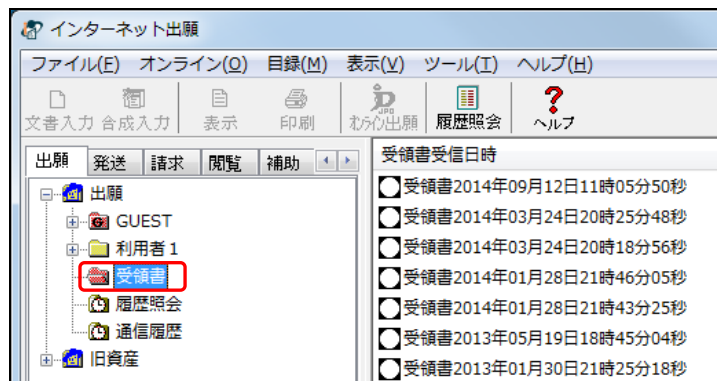 インターネット出願
ファイル(F) オンライン(O) 目録(M) 表示(V) ツール(T) ヘルプ(H)
文書入力 合成入力 表示 印刷 オンライン出願 履歴照会 ヘルプ
出願 発送 請求 閲覧 補助
受領書受信日時
出願
GUEST
利用者1
受領書
履歴照会
通信履歴
旧資産
受領書2014年09月12日11時05分50秒
受領書2014年03月24日20時25分48秒
受領書2014年03月24日20時18分56秒
受領書2014年01月28日21時46分05秒
受領書2014年01月28日21時43分25秒
受領書2013年05月19日18時45分04秒
受領書2013年01月30日21時25分18秒